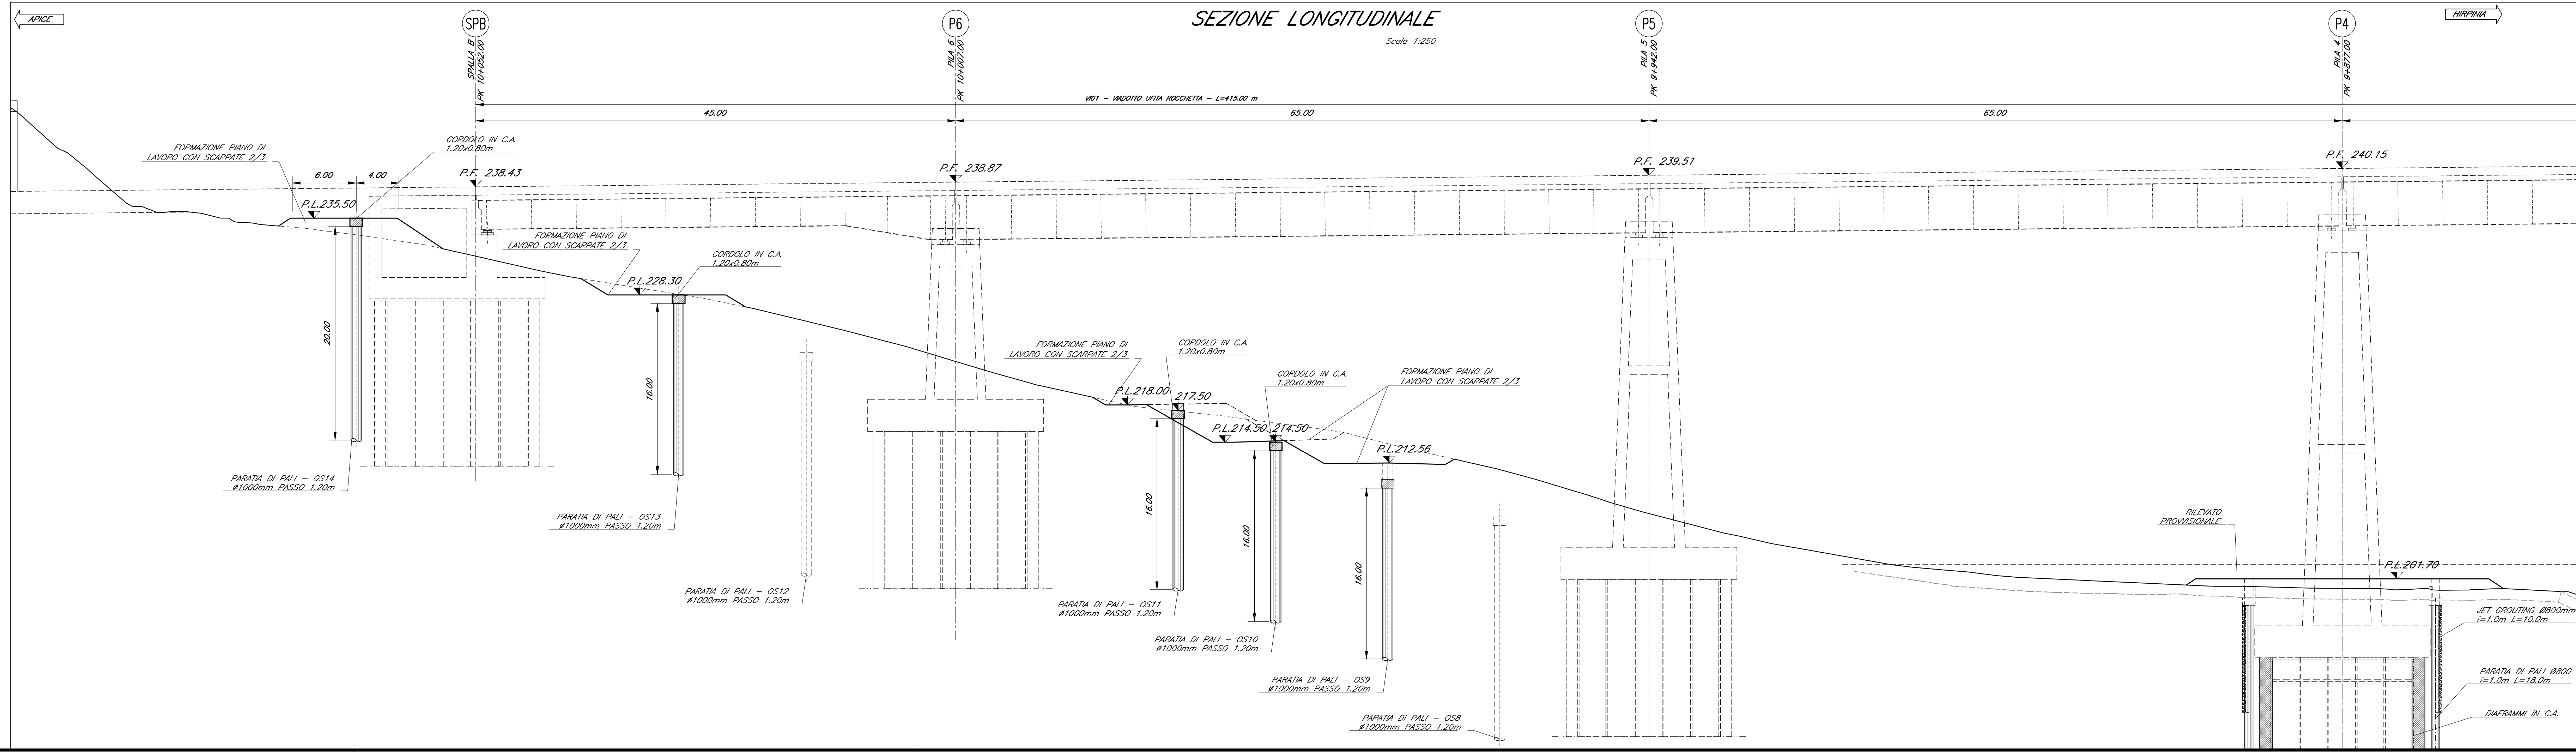 APICE
SPB
P6
SEZIONE LONGITUDINALE
P5
P4
HIRPINIA
Scala 1:250
SPALLA B
PK 10+052.00
PILA 6
PK 10+007.00
PILA 5
PK 9+942.00
PILA 4
PK 9+877.00
VI01 - VIADOTTO UFITA ROCCHETTA - L=415.00 m
45.00
65.00
65.00
FORMAZIONE PIANO DI
LAVORO CON SCARPATE 2/3
CORDOLO IN C.A.
1.20x0.80m
6.00
4.00
P.F. 238.43
P.F. 238.87
P.F. 239.51
P.F. 240.15
P.L.235.50
FORMAZIONE PIANO DI
LAVORO CON SCARPATE 2/3
CORDOLO IN C.A.
1.20x0.80m
P.L.228.30
20.00
16.00
FORMAZIONE PIANO DI
LAVORO CON SCARPATE 2/3
CORDOLO IN C.A.
1.20x0.80m
CORDOLO IN C.A.
1.20x0.80m
FORMAZIONE PIANO DI
LAVORO CON SCARPATE 2/3
P.L.218.00
217.50
P.L.214.50
214.50
P.L.212.56
16.00
16.00
16.00
PARATIA DI PALI - OS14
ø1000mm PASSO 1.20m
PARATIA DI PALI - OS13
ø1000mm PASSO 1.20m
PARATIA DI PALI - OS12
ø1000mm PASSO 1.20m
PARATIA DI PALI - OS11
ø1000mm PASSO 1.20m
PARATIA DI PALI - OS10
ø1000mm PASSO 1.20m
PARATIA DI PALI - OS9
ø1000mm PASSO 1.20m
PARATIA DI PALI - OS8
ø1000mm PASSO 1.20m
RILEVATO
PROVVISIONALE
P.L.201.70
JET GROUTING Ø800mm
i=1.0m L=10.0m
PARATIA DI PALI Ø800
i=1.0m L=18.0m
DIAFRAMMI IN C.A.